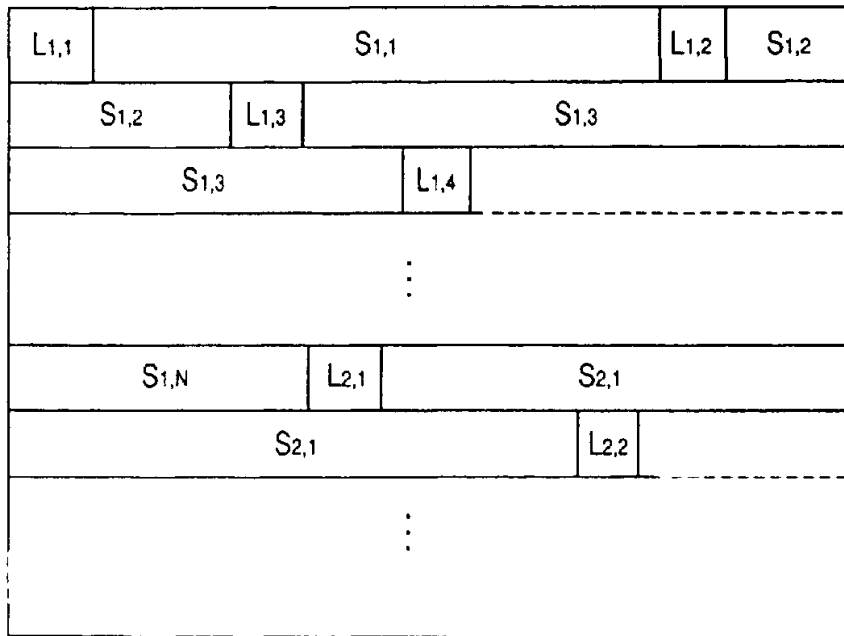 L1,1 S1,1 L1,2 S1,2
S1,2 L1,3 S1,3
S1,3 L1,4
⋮
S1,N L2,1 S2,1
S2,1 L2,2
⋮